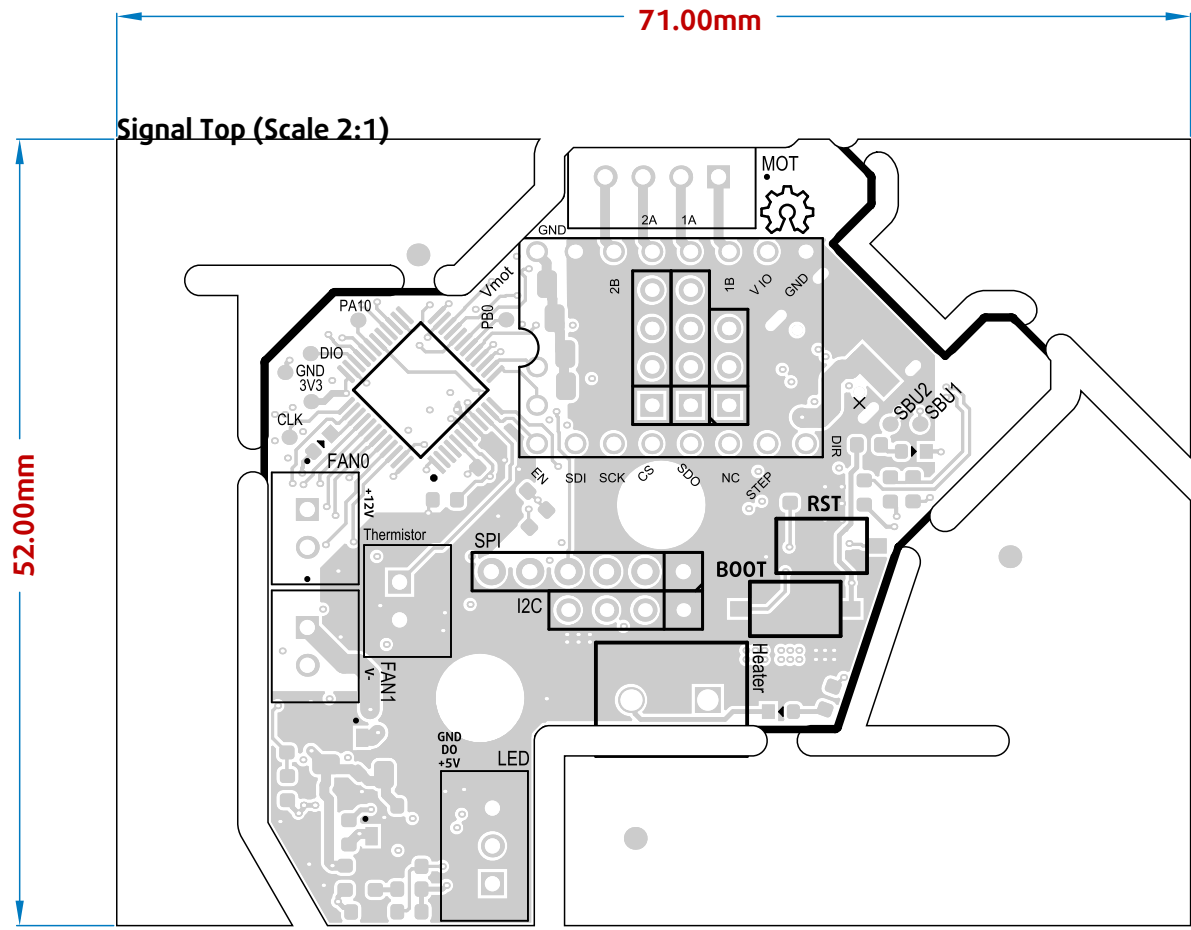 71.00mm
Signal Top (Scale 2:1)
52.00mm
MOT
2A
1A
GND
Vmot
2B
1B
V IO
GND
PA10
PB0
DIO
GND
3V3
CLK
SBU2
SBU1
FAN0
DIR
EN
SDI
SCK
CS
SDO
NC
STEP
+12V
RST
Thermistor
SPI
BOOT
I2C
Heater
V-
FAN1
GND
DO
+5V
LED